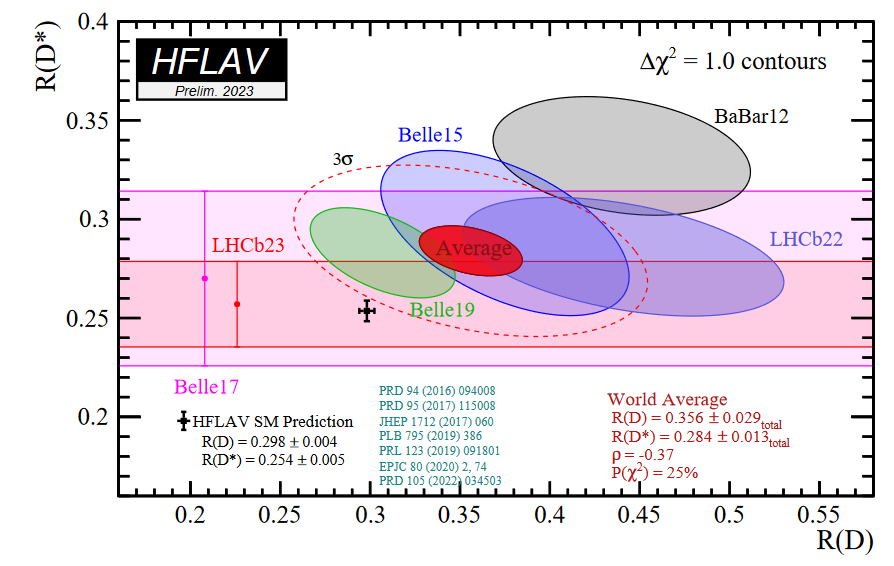 R(D*)
0.4
HFLAV
Prelim. 2023
Δχ² = 1.0 contours
0.35
BaBar12
Belle15
3σ
0.3
LHCb23
LHCb22
Average
0.25
Belle19
Belle17
0.2
HFLAV SM Prediction
R(D) = 0.298 ± 0.004
R(D*) = 0.254 ± 0.005
PRD 94 (2016) 094008
PRD 95 (2017) 115008
JHEP 1712 (2017) 060
PLB 795 (2019) 386
PRL 123 (2019) 091801
EPJC 80 (2020) 2, 74
PRD 105 (2022) 034503
World Average
R(D) = 0.356 ± 0.029total
R(D*) = 0.284 ± 0.013total
ρ = -0.37
P(χ²) = 25%
0.2 0.25 0.3 0.35 0.4 0.45 0.5 0.55
R(D)